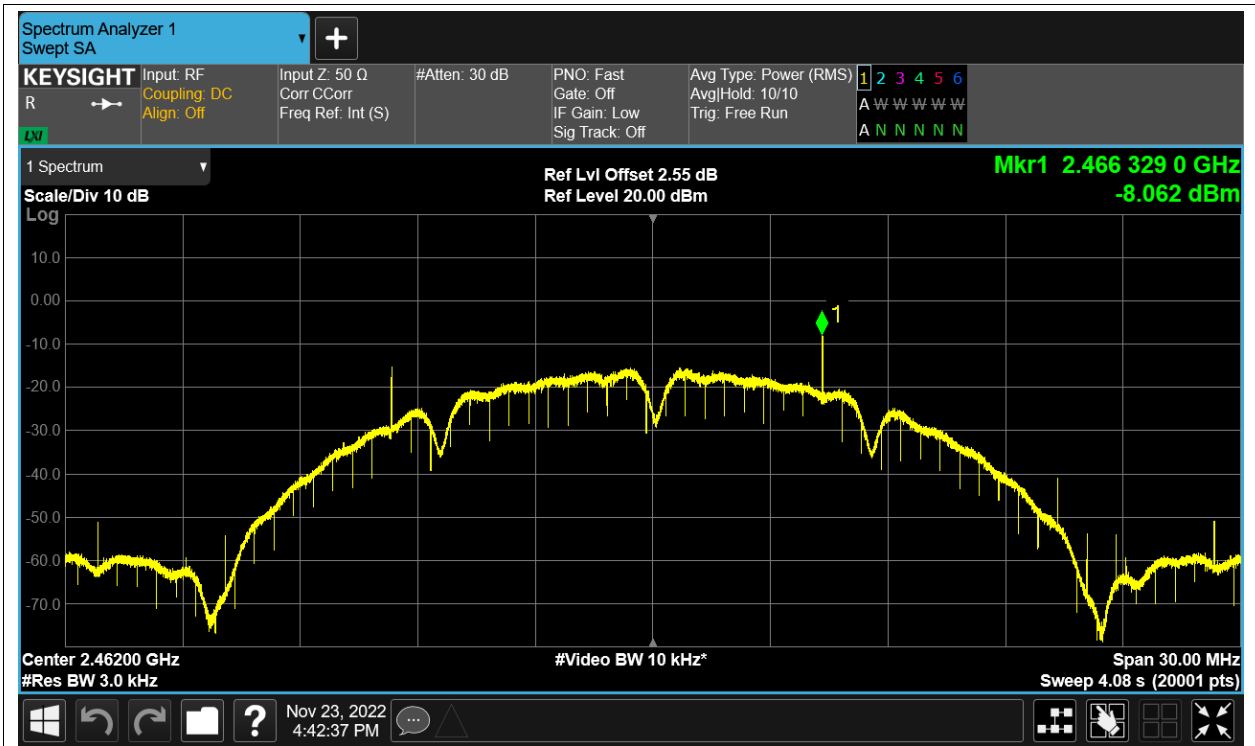 Spectrum Analyzer 1
Swept SA
+
KEYSIGHT Input: RF Input Z: 50 Ω #Atten: 30 dB PNO: Fast Avg Type: Power (RMS) 1 2 3 4 5 6
R Coupling: DC Corr CCorr Gate: Off Avg|Hold: 10/10 A W W W W W
Align: Off Freq Ref: Int (S) IF Gain: Low Trig: Free Run
LXI Sig Track: Off A N N N N N
1 Spectrum Ref Lvl Offset 2.55 dB Mkr1 2.466 329 0 GHz
Scale/Div 10 dB Ref Level 20.00 dBm -8.062 dBm
Log
10.0
0.00
1
-10.0
-20.0
-30.0
-40.0
-50.0
-60.0
-70.0
Center 2.46200 GHz #Video BW 10 kHz* Span 30.00 MHz
#Res BW 3.0 kHz Sweep 4.08 s (20001 pts)
? Nov 23, 2022
4:42:37 PM